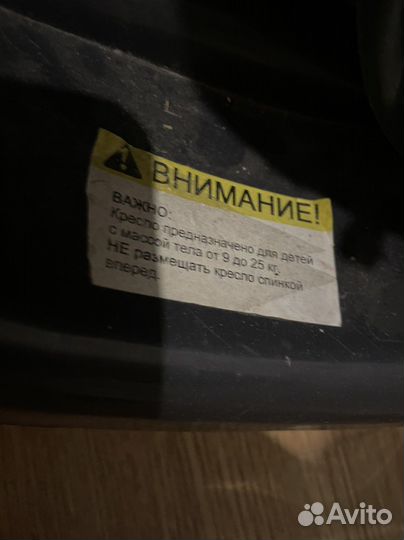 ВНИМАНИЕ!
ВАЖНО:
Кресло предназначено для детей
с массой тела от 9 до 25 кг.
НЕ размещать кресло спинкой
вперед.
Avito